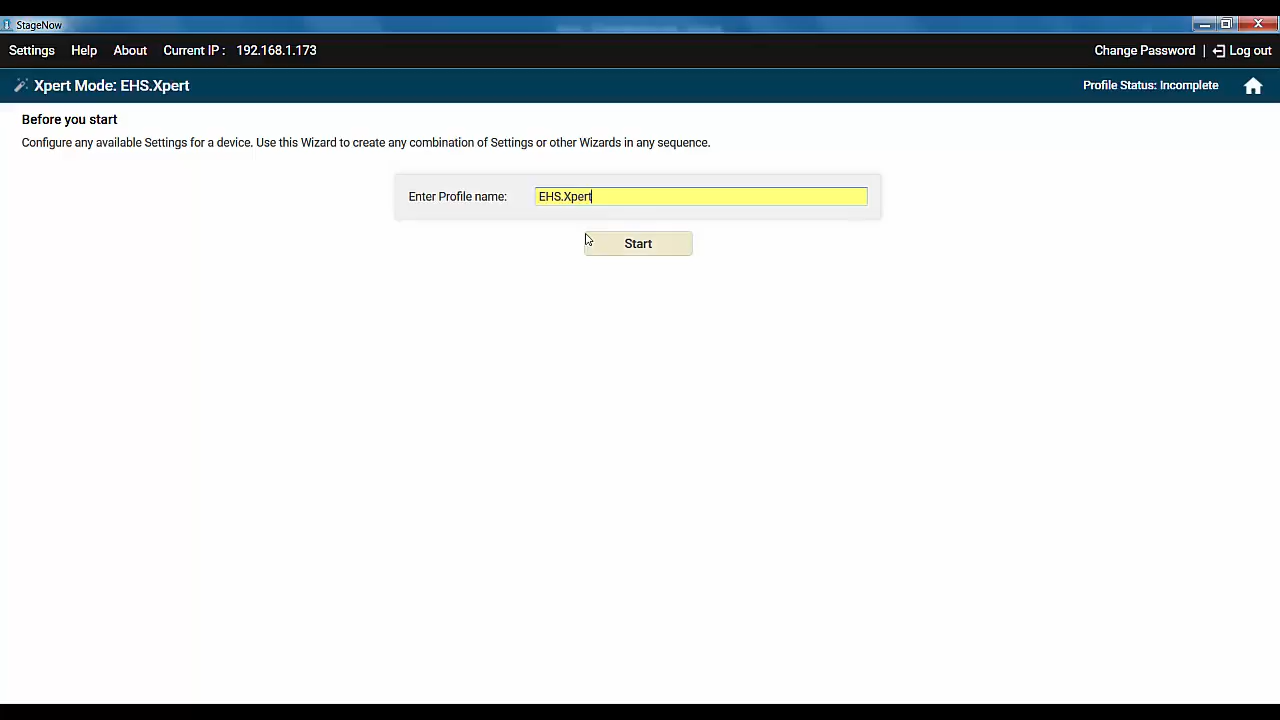 StageNow
Settings Help About Current IP : 192.168.1.173 Change Password | Log out
Xpert Mode: EHS.Xpert Profile Status: Incomplete
Before you start
Configure any available Settings for a device. Use this Wizard to create any combination of Settings or other Wizards in any sequence.
Enter Profile name: EHS.Xpert
Start